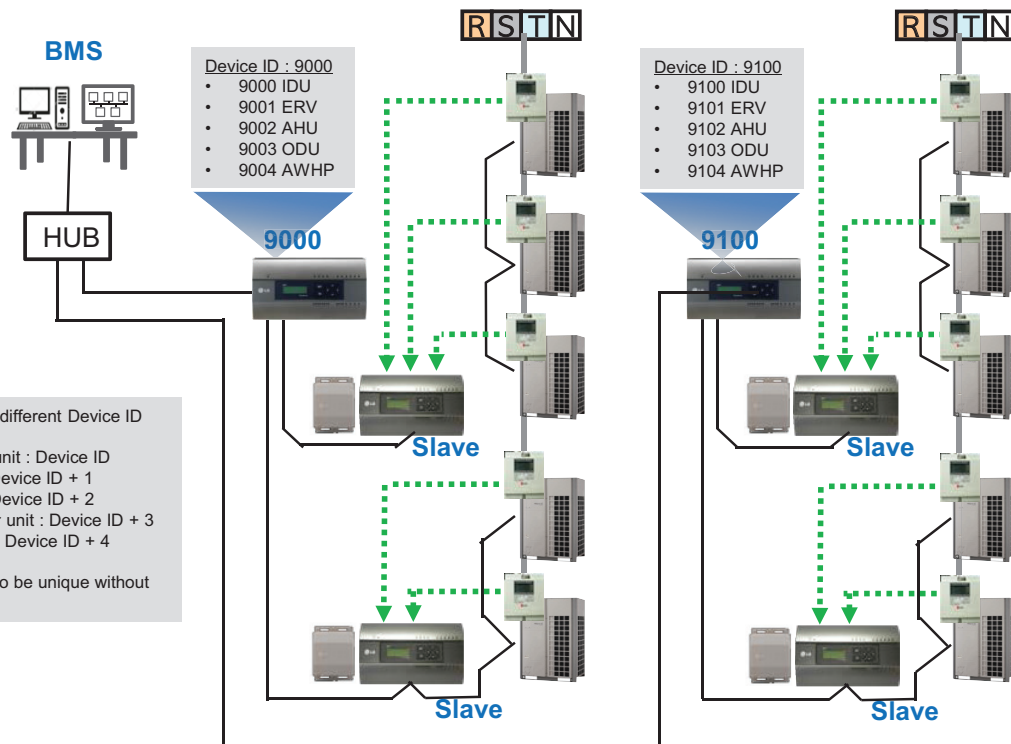 BMS
HUB
R S T N
Device ID : 9000
• 9000 IDU
• 9001 ERV
• 9002 AHU
• 9003 ODU
• 9004 AWHP
9000
Slave
Slave
R S T N
Device ID : 9100
• 9100 IDU
• 9101 ERV
• 9102 AHU
• 9103 ODU
• 9104 AWHP
9100
Slave
Slave
different Device ID
unit : Device ID
evice ID + 1
evice ID + 2
r unit : Device ID + 3
Device ID + 4
o be unique without